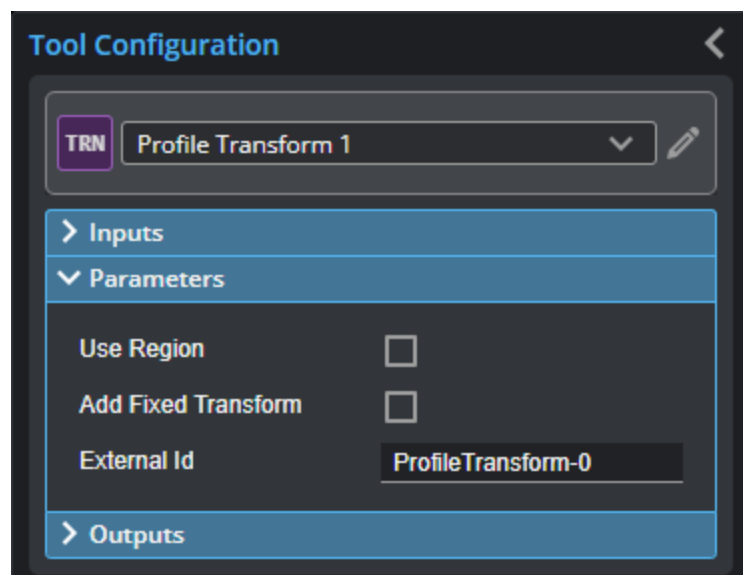 Tool Configuration
TRN Profile Transform 1
Inputs
Parameters
Use Region
Add Fixed Transform
External Id ProfileTransform-0
Outputs